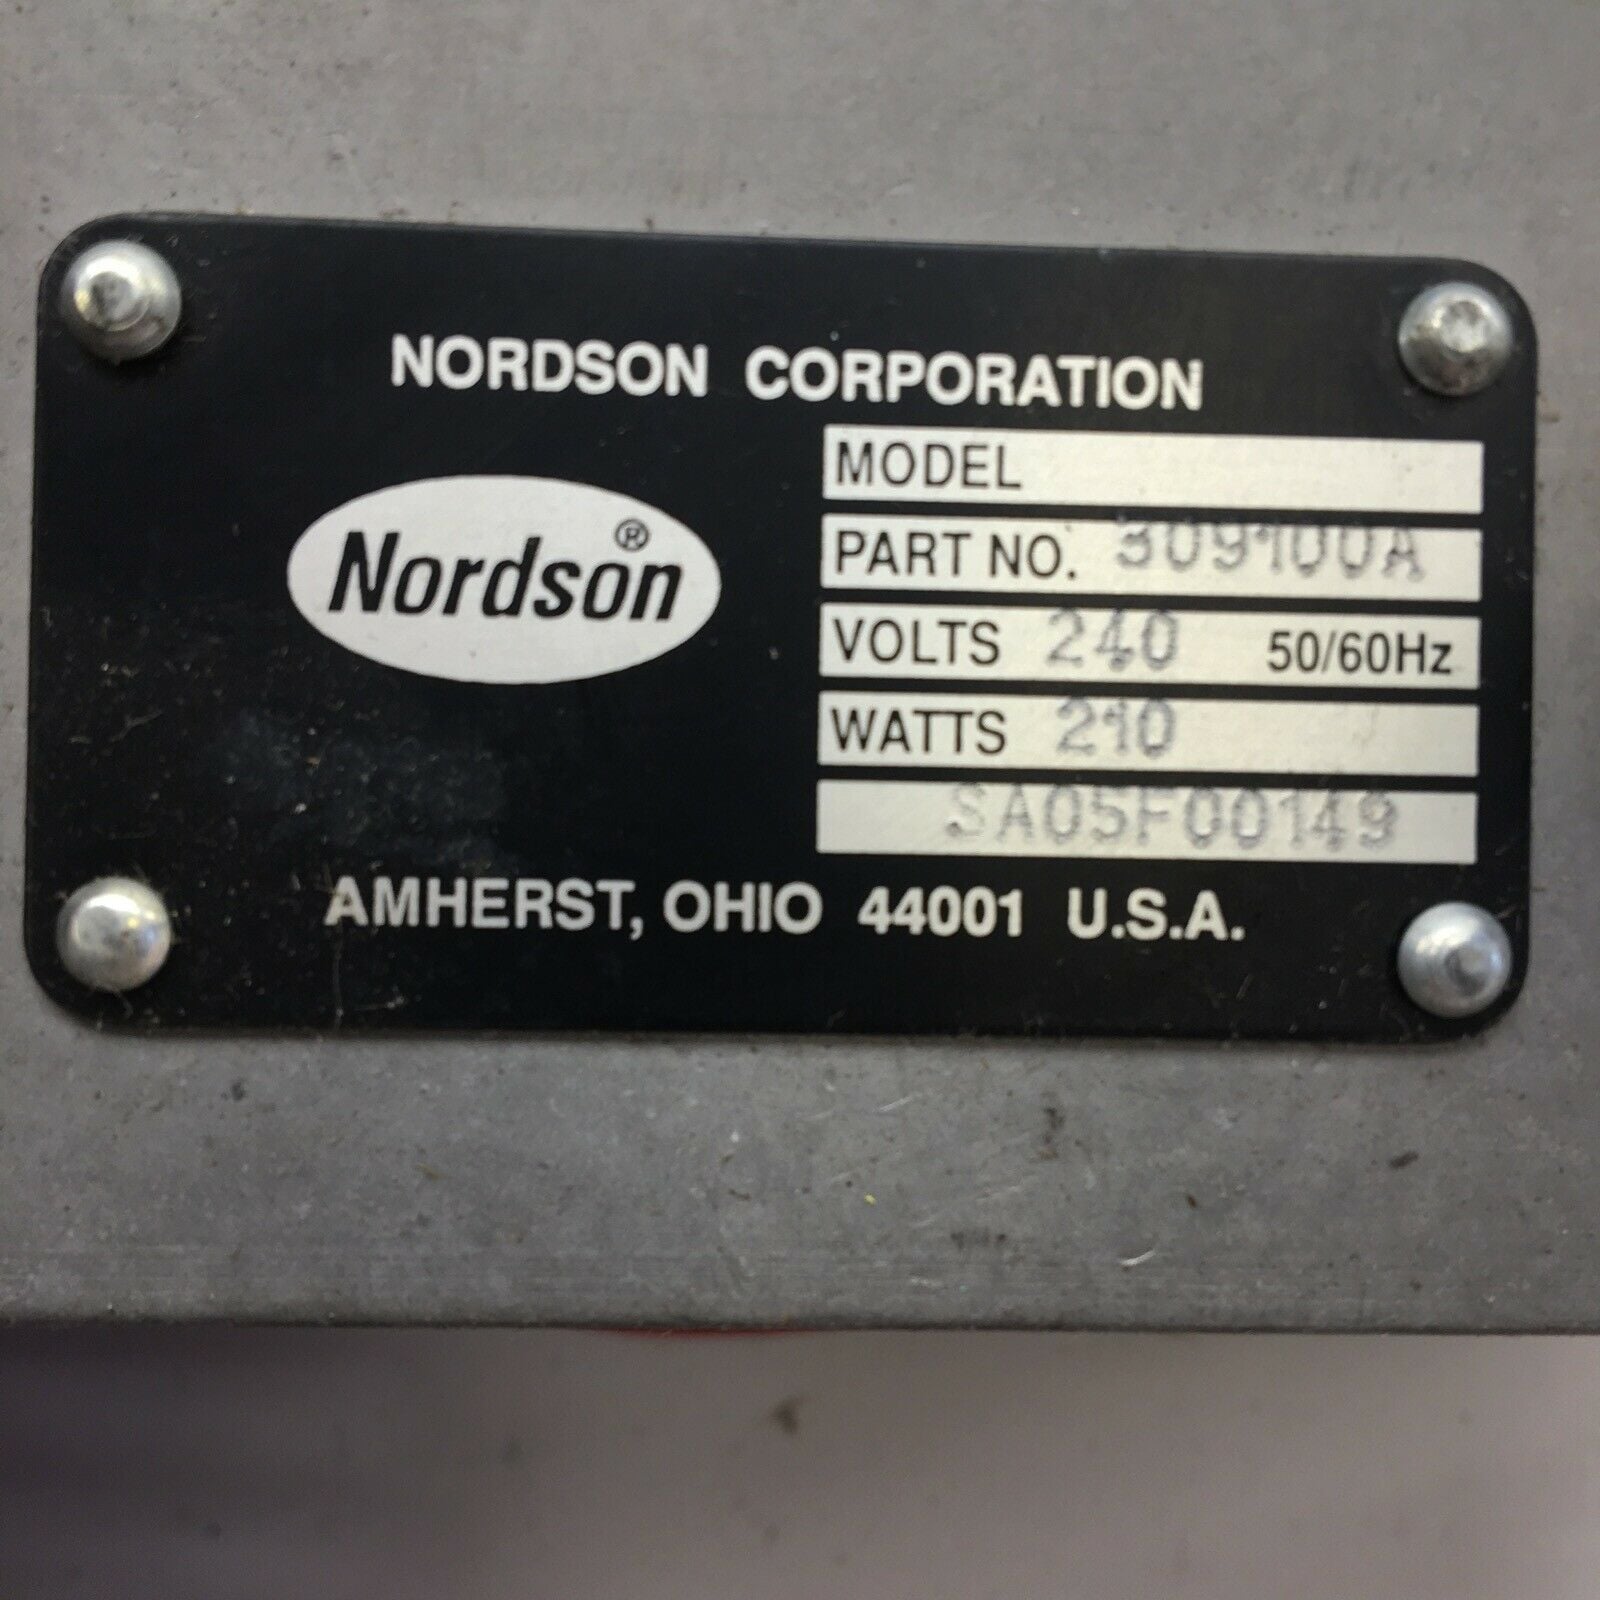 NORDSON CORPORATION
Nordson®
MODEL
PART NO. 309100A
VOLTS 240 50/60Hz
WATTS 210
SA05F00149
AMHERST, OHIO 44001 U.S.A.